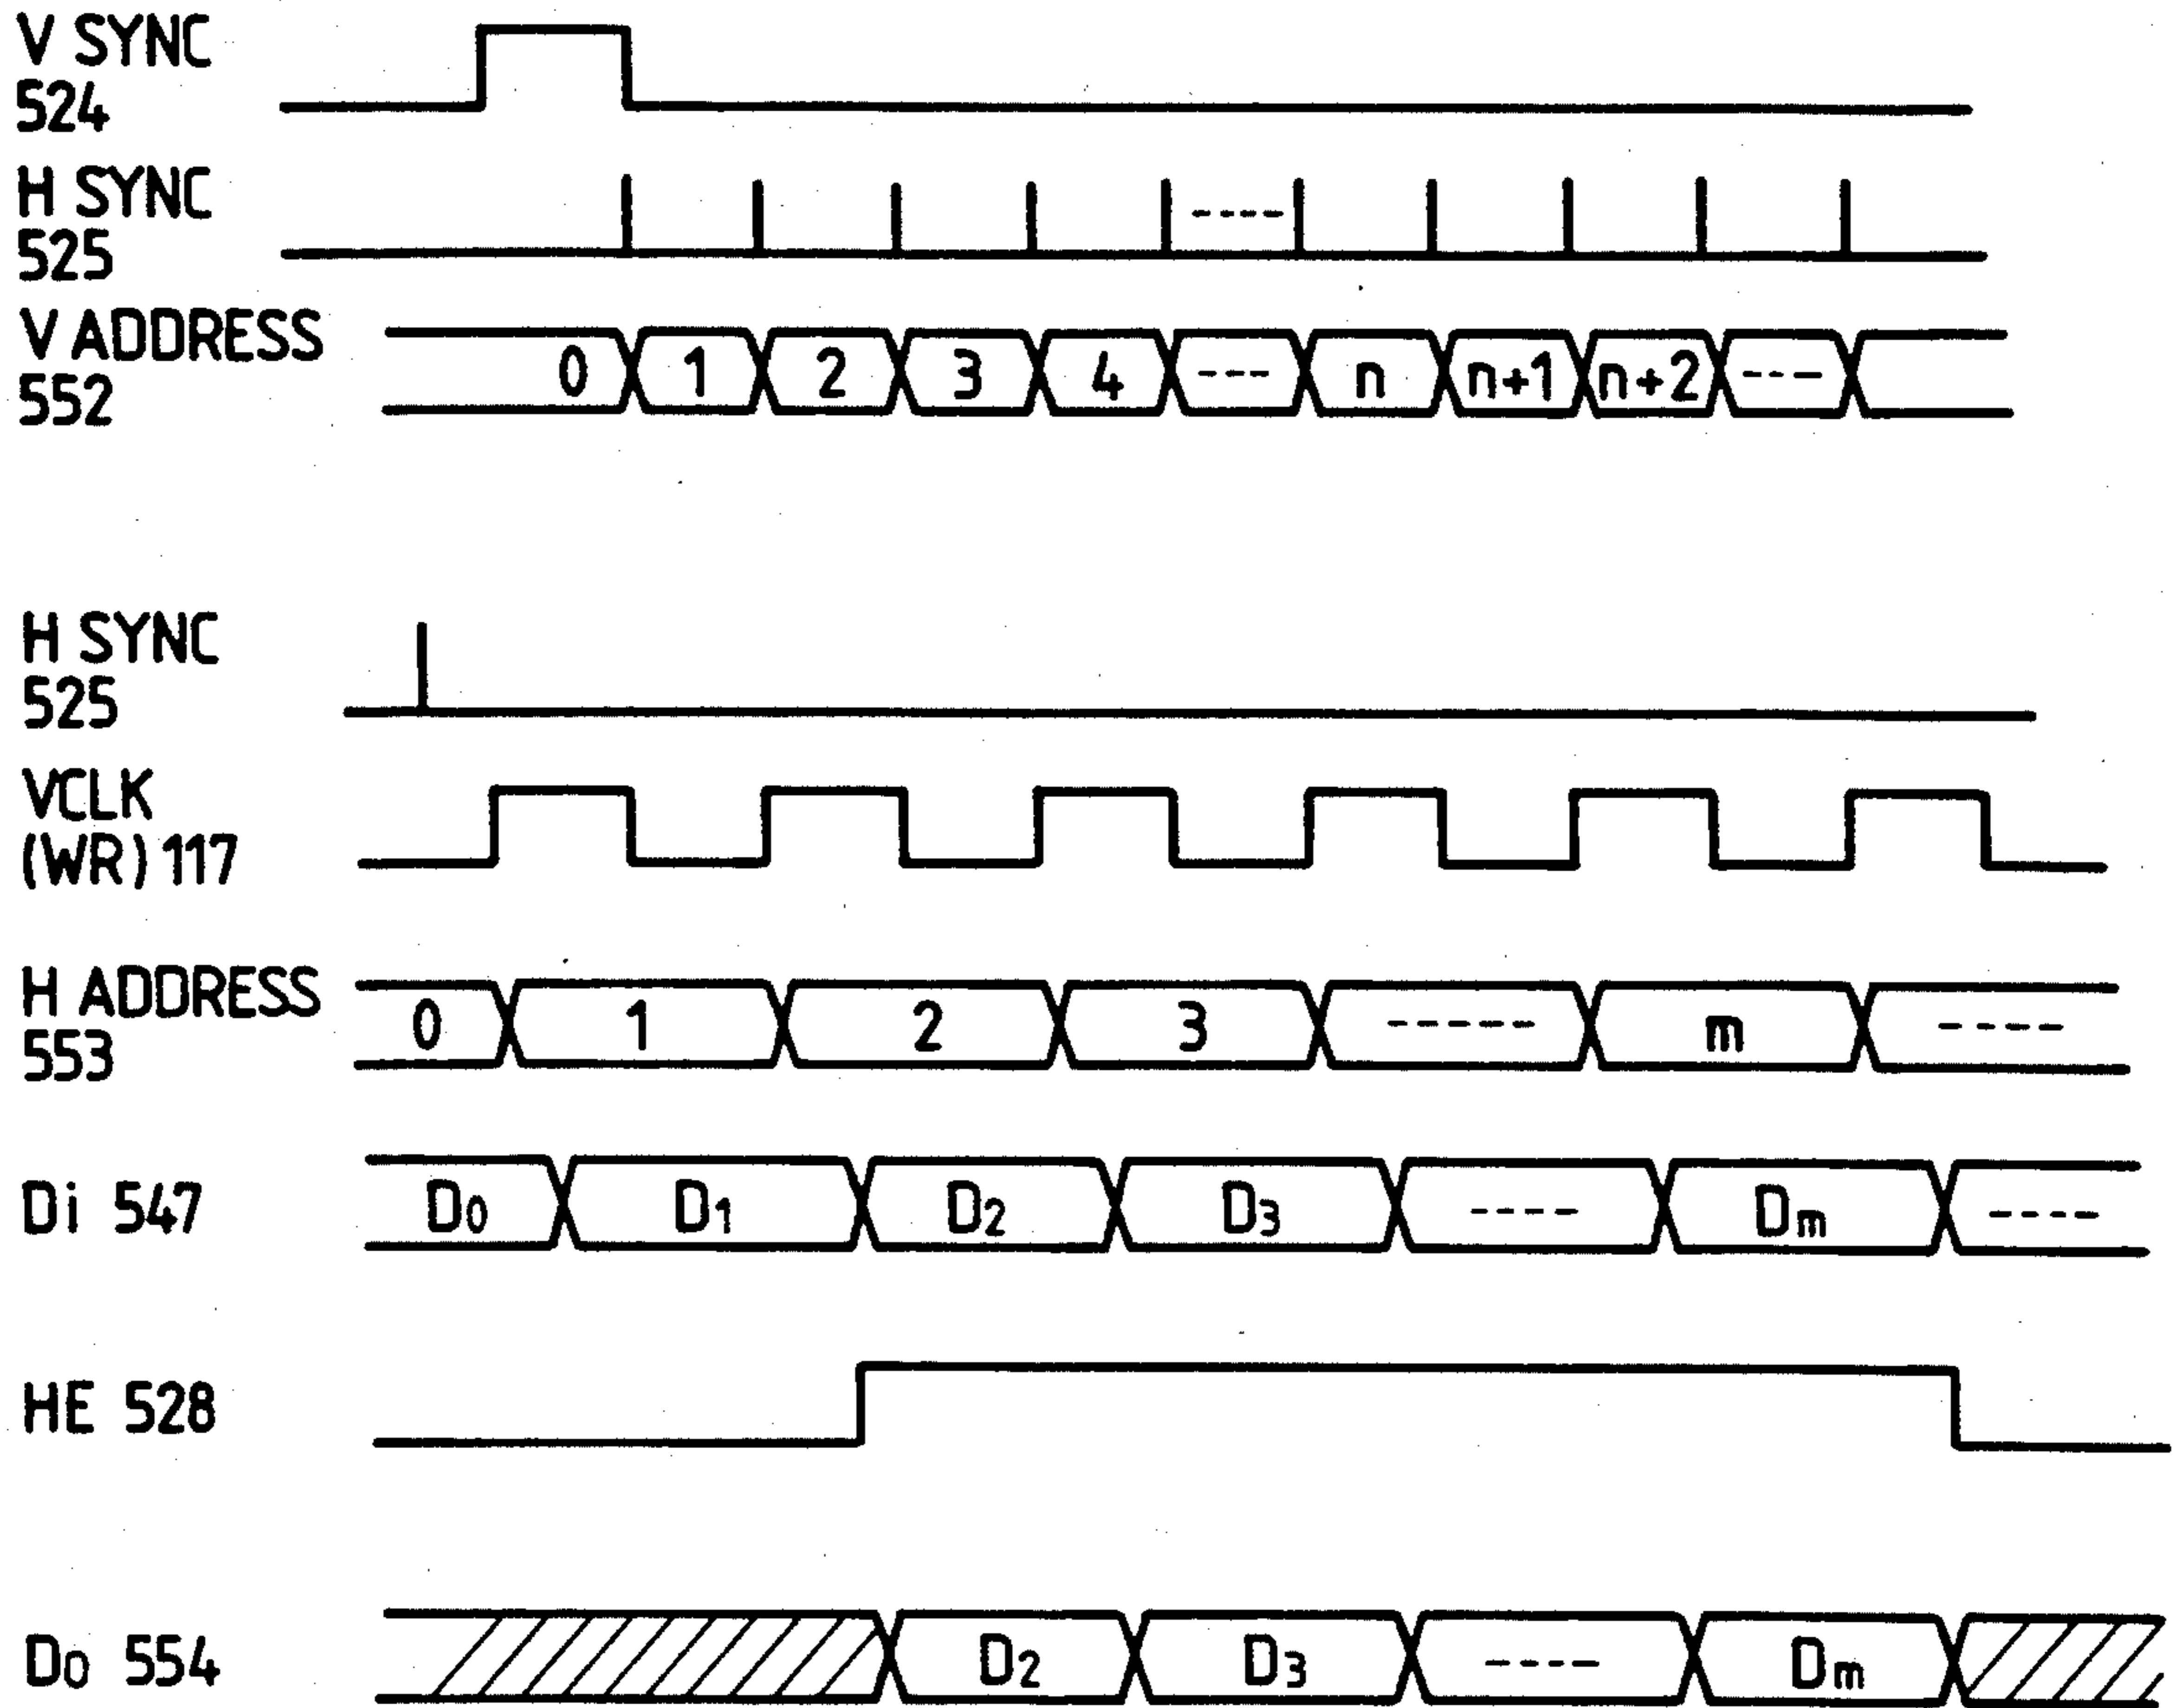 V SYNC
524
H SYNC
525
-----
V ADDRESS
552
0 1 2 3 4 --- n n+1 n+2 ---
H SYNC
525
VCLK
(WR) 117
H ADDRESS
553
0 1 2 3 ------ m ----
Di 547
D0 D1 D2 D3 ---- Dm ----
HE 528
Do 554
D2 D3 ---- Dm